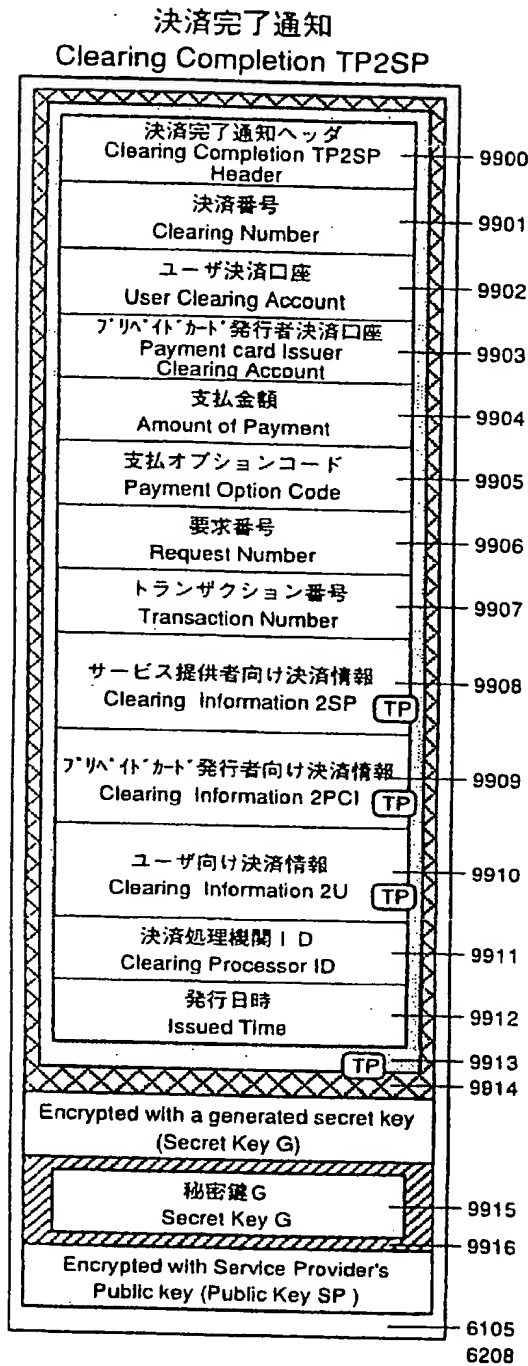 決済完了通知
Clearing Completion TP2SP
決済完了通知ヘッダ
Clearing Completion TP2SP
Header
9900
決済番号
Clearing Number
9901
ユーザ決済口座
User Clearing Account
9902
プリペイドカード発行者決済口座
Payment card Issuer
Clearing Account
9903
支払金額
Amount of Payment
9904
支払オプションコード
Payment Option Code
9905
要求番号
Request Number
9906
トランザクション番号
Transaction Number
9907
サービス提供者向け決済情報
Clearing Information 2SP
TP
9908
プリペイドカード発行者向け決済情報
Clearing Information 2PCI
TP
9909
ユーザ向け決済情報
Clearing Information 2U
TP
9910
決済処理機関ID
Clearing Processor ID
9911
発行日時
Issued Time
9912
TP
9913
9914
Encrypted with a generated secret key
(Secret Key G)
秘密鍵G
Secret Key G
9915
9916
Encrypted with Service Provider's
Public key (Public Key SP )
6105
6208